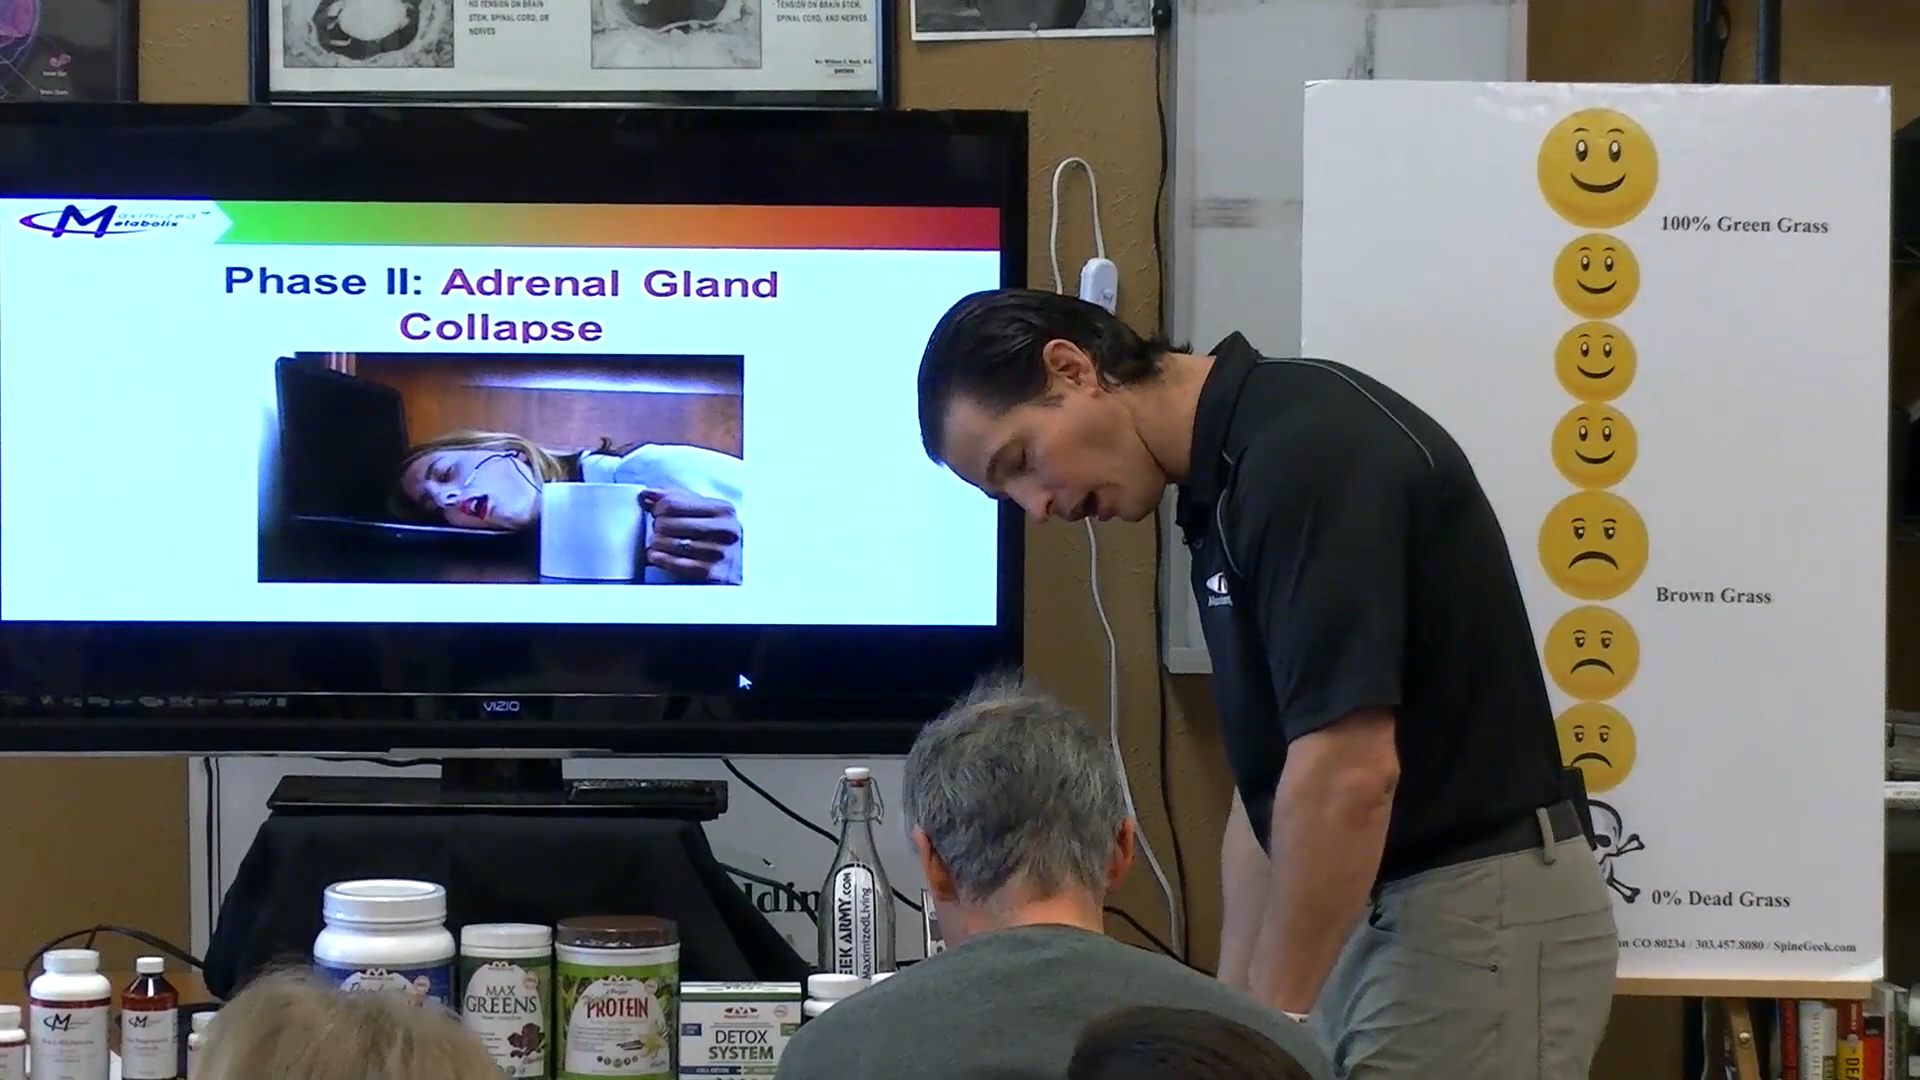 NO TENSION ON BRAIN
STEM, SPINAL CORD, OR
NERVES
TENSION ON BRAIN STEM,
SPINAL CORD, AND NERVES
Maximized
Metabolix
Phase II: Adrenal Gland
Collapse
VIZIO
100% Green Grass
Brown Grass
0% Dead Grass
CO 80234 / 303.457.8080 / SpineGeek.com
EEK ARMY.COM
MaximizedLiving
MAX
GREENS
PROTEIN
DETOX
SYSTEM